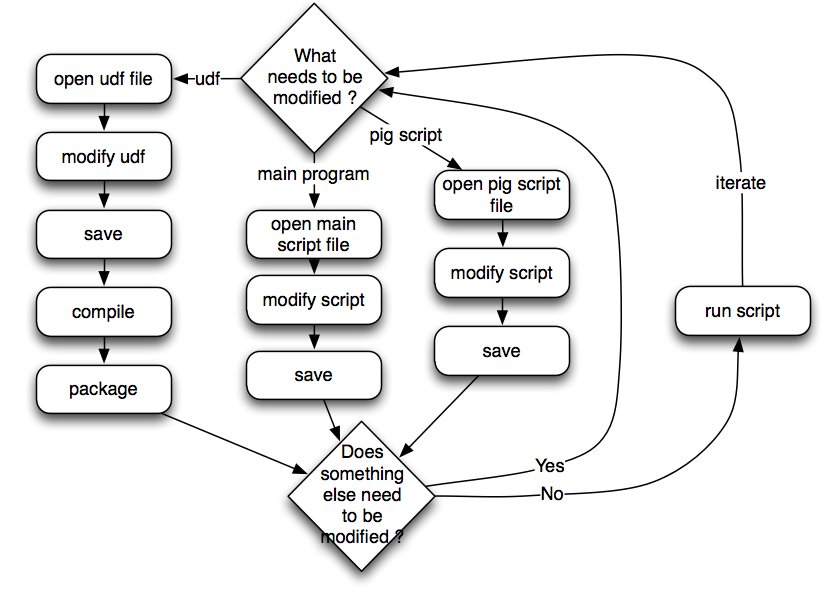 What
needs to be
modified ?
udf
open udf file
modify udf
save
compile
package
main program
open main
script file
modify script
save
pig script
open pig script
file
modify script
save
Does
something
else need
to be
modified ?
Yes
No
run script
iterate